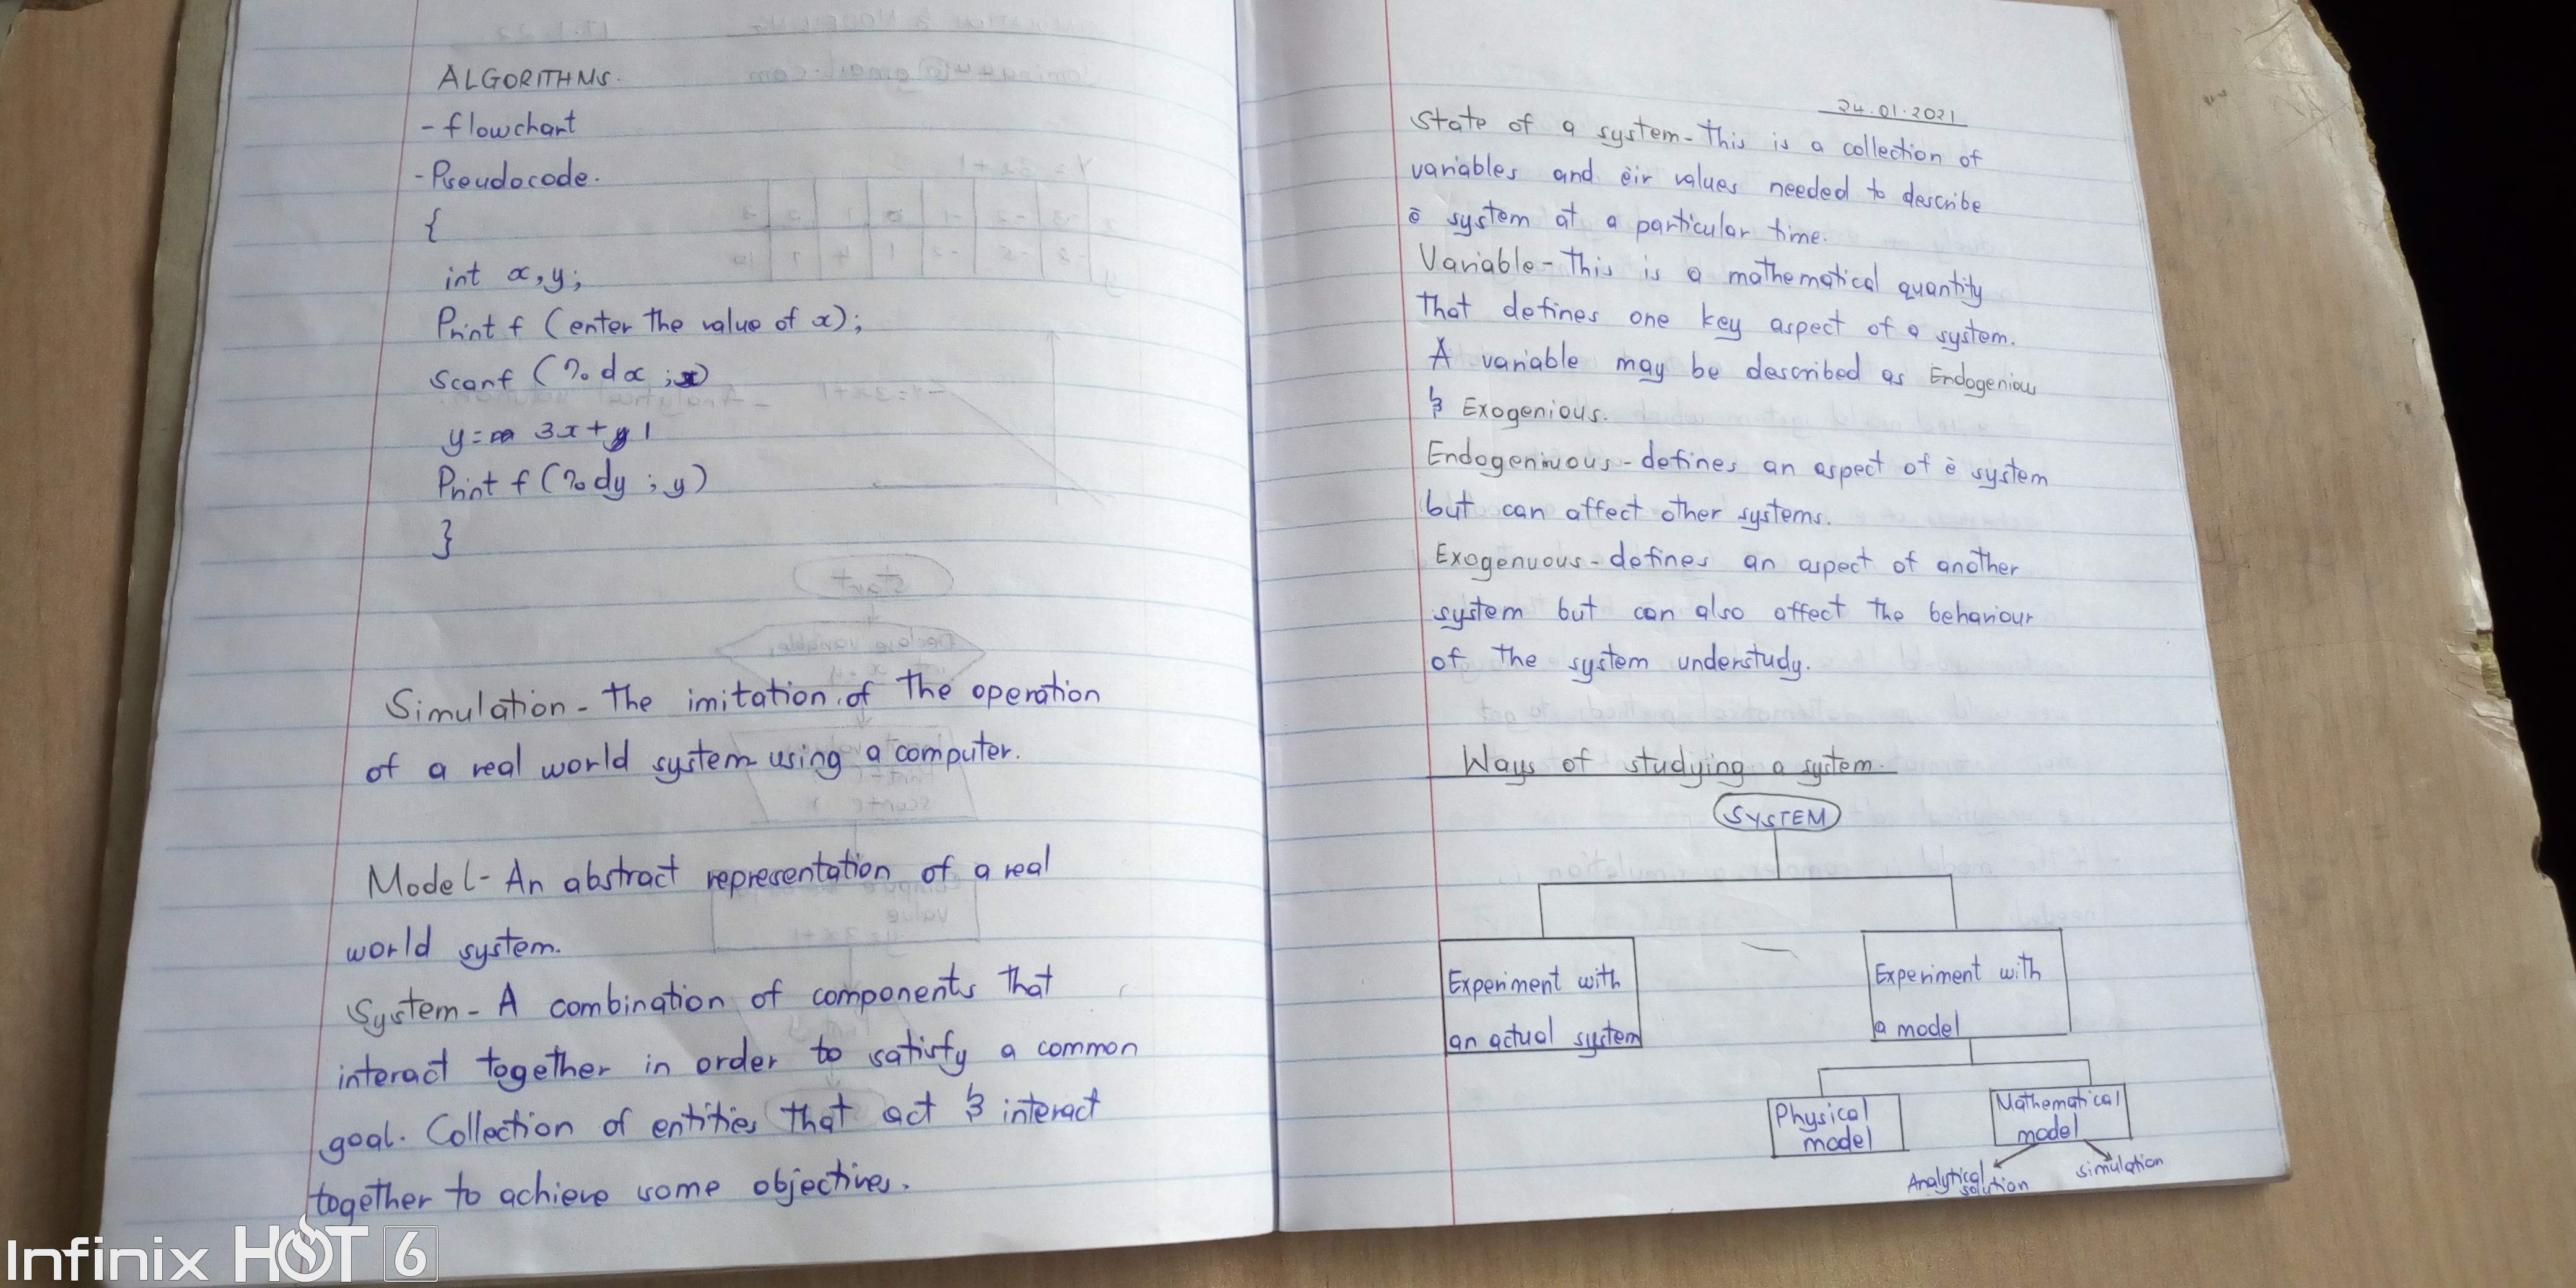 ALGORITHMS.
- flowchart
- Pseudocode.
{
int x,y;
Print f (enter the value of x);
Scanf (%dx ;x)
y= 3x+ 1
Print f (%dy ; y)
}
Simulation - The imitation of the operation
of a real world system using a computer.
Model - An abstract representation of a real
world system.
System - A combination of components that
interact together in order to satisfy a common
goal. Collection of entities that act & interact
together to achieve some objectives.
24.01.2021
State of a system - This is a collection of
variables and ēir values needed to describe
ē system at a particular time.
Variable - This is a mathematical quantity
That defines one key aspect of a system.
A variable may be described as Endogenious
& Exogenious.
Endogeniuous - defines an aspect of ē system
but can affect other systems.
Exogenuous - defines an aspect of another
system but can also affect the behaviour
of the system understudy.
Ways of studying a system.
SYSTEM
Experiment with
an actual system
Experiment with
a model
Physical
model
Mathematical
model
Analytical
solution
simulation
Infinix HOT 6